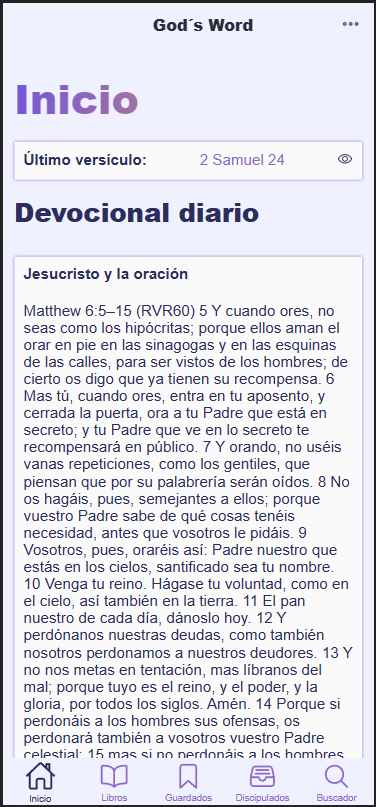 God´s Word
Inicio
Último versículo: 2 Samuel 24
Devocional diario
Jesucristo y la oración
Matthew 6:5–15 (RVR60) 5 Y cuando ores, no
seas como los hipócritas; porque ellos aman el
orar en pie en las sinagogas y en las esquinas
de las calles, para ser vistos de los hombres; de
cierto os digo que ya tienen su recompensa. 6
Mas tú, cuando ores, entra en tu aposento, y
cerrada la puerta, ora a tu Padre que está en
secreto; y tu Padre que ve en lo secreto te
recompensará en público. 7 Y orando, no uséis
vanas repeticiones, como los gentiles, que
piensan que por su palabrería serán oídos. 8 No
os hagáis, pues, semejantes a ellos; porque
vuestro Padre sabe de qué cosas tenéis
necesidad, antes que vosotros le pidáis. 9
Vosotros, pues, oraréis así: Padre nuestro que
estás en los cielos, santificado sea tu nombre.
10 Venga tu reino. Hágase tu voluntad, como en
el cielo, así también en la tierra. 11 El pan
nuestro de cada día, dánoslo hoy. 12 Y
perdónanos nuestras deudas, como también
nosotros perdonamos a nuestros deudores. 13 Y
no nos metas en tentación, mas líbranos del
mal; porque tuyo es el reino, y el poder, y la
gloria, por todos los siglos. Amén. 14 Porque si
perdonáis a los hombres sus ofensas, os
perdonará también a vosotros vuestro Padre
celestial; 15 mas si no perdonáis a los hombres
Inicio
Libros
Guardados
Discipulados
Buscador